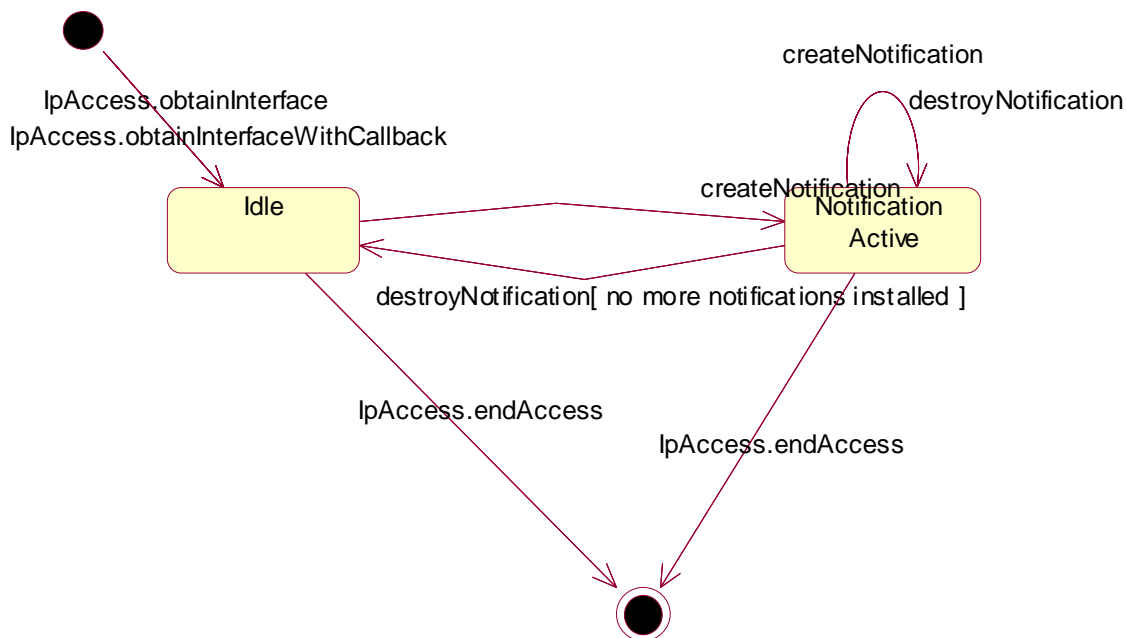 createNotification
IpAccess.obtainInterface
destroyNotification
IpAccess.obtainInterfaceWithCallback
createNotification
Idle
Notification
Active
destroyNotification[ no more notifications installed ]
IpAccess.endAccess
IpAccess.endAccess